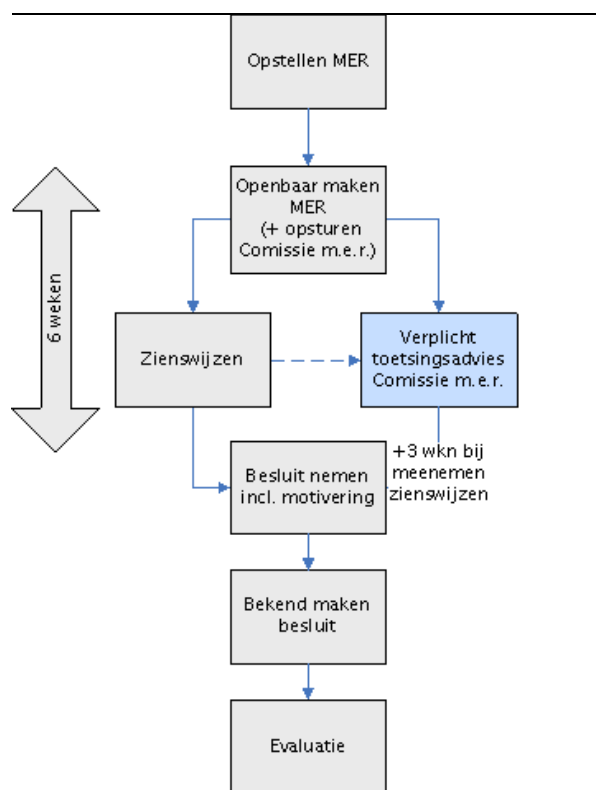 Opstellen MER
Openbaar maken
MER
(+ opsturen
Comissie m.e.r.)
6 weken
Zienswijzen
Verplicht
toetsingsadvies
Comissie m.e.r.
+3 wkn bij
meenemen
zienswijzen
Besluit nemen
incl. motivering
Bekend maken
besluit
Evaluatie